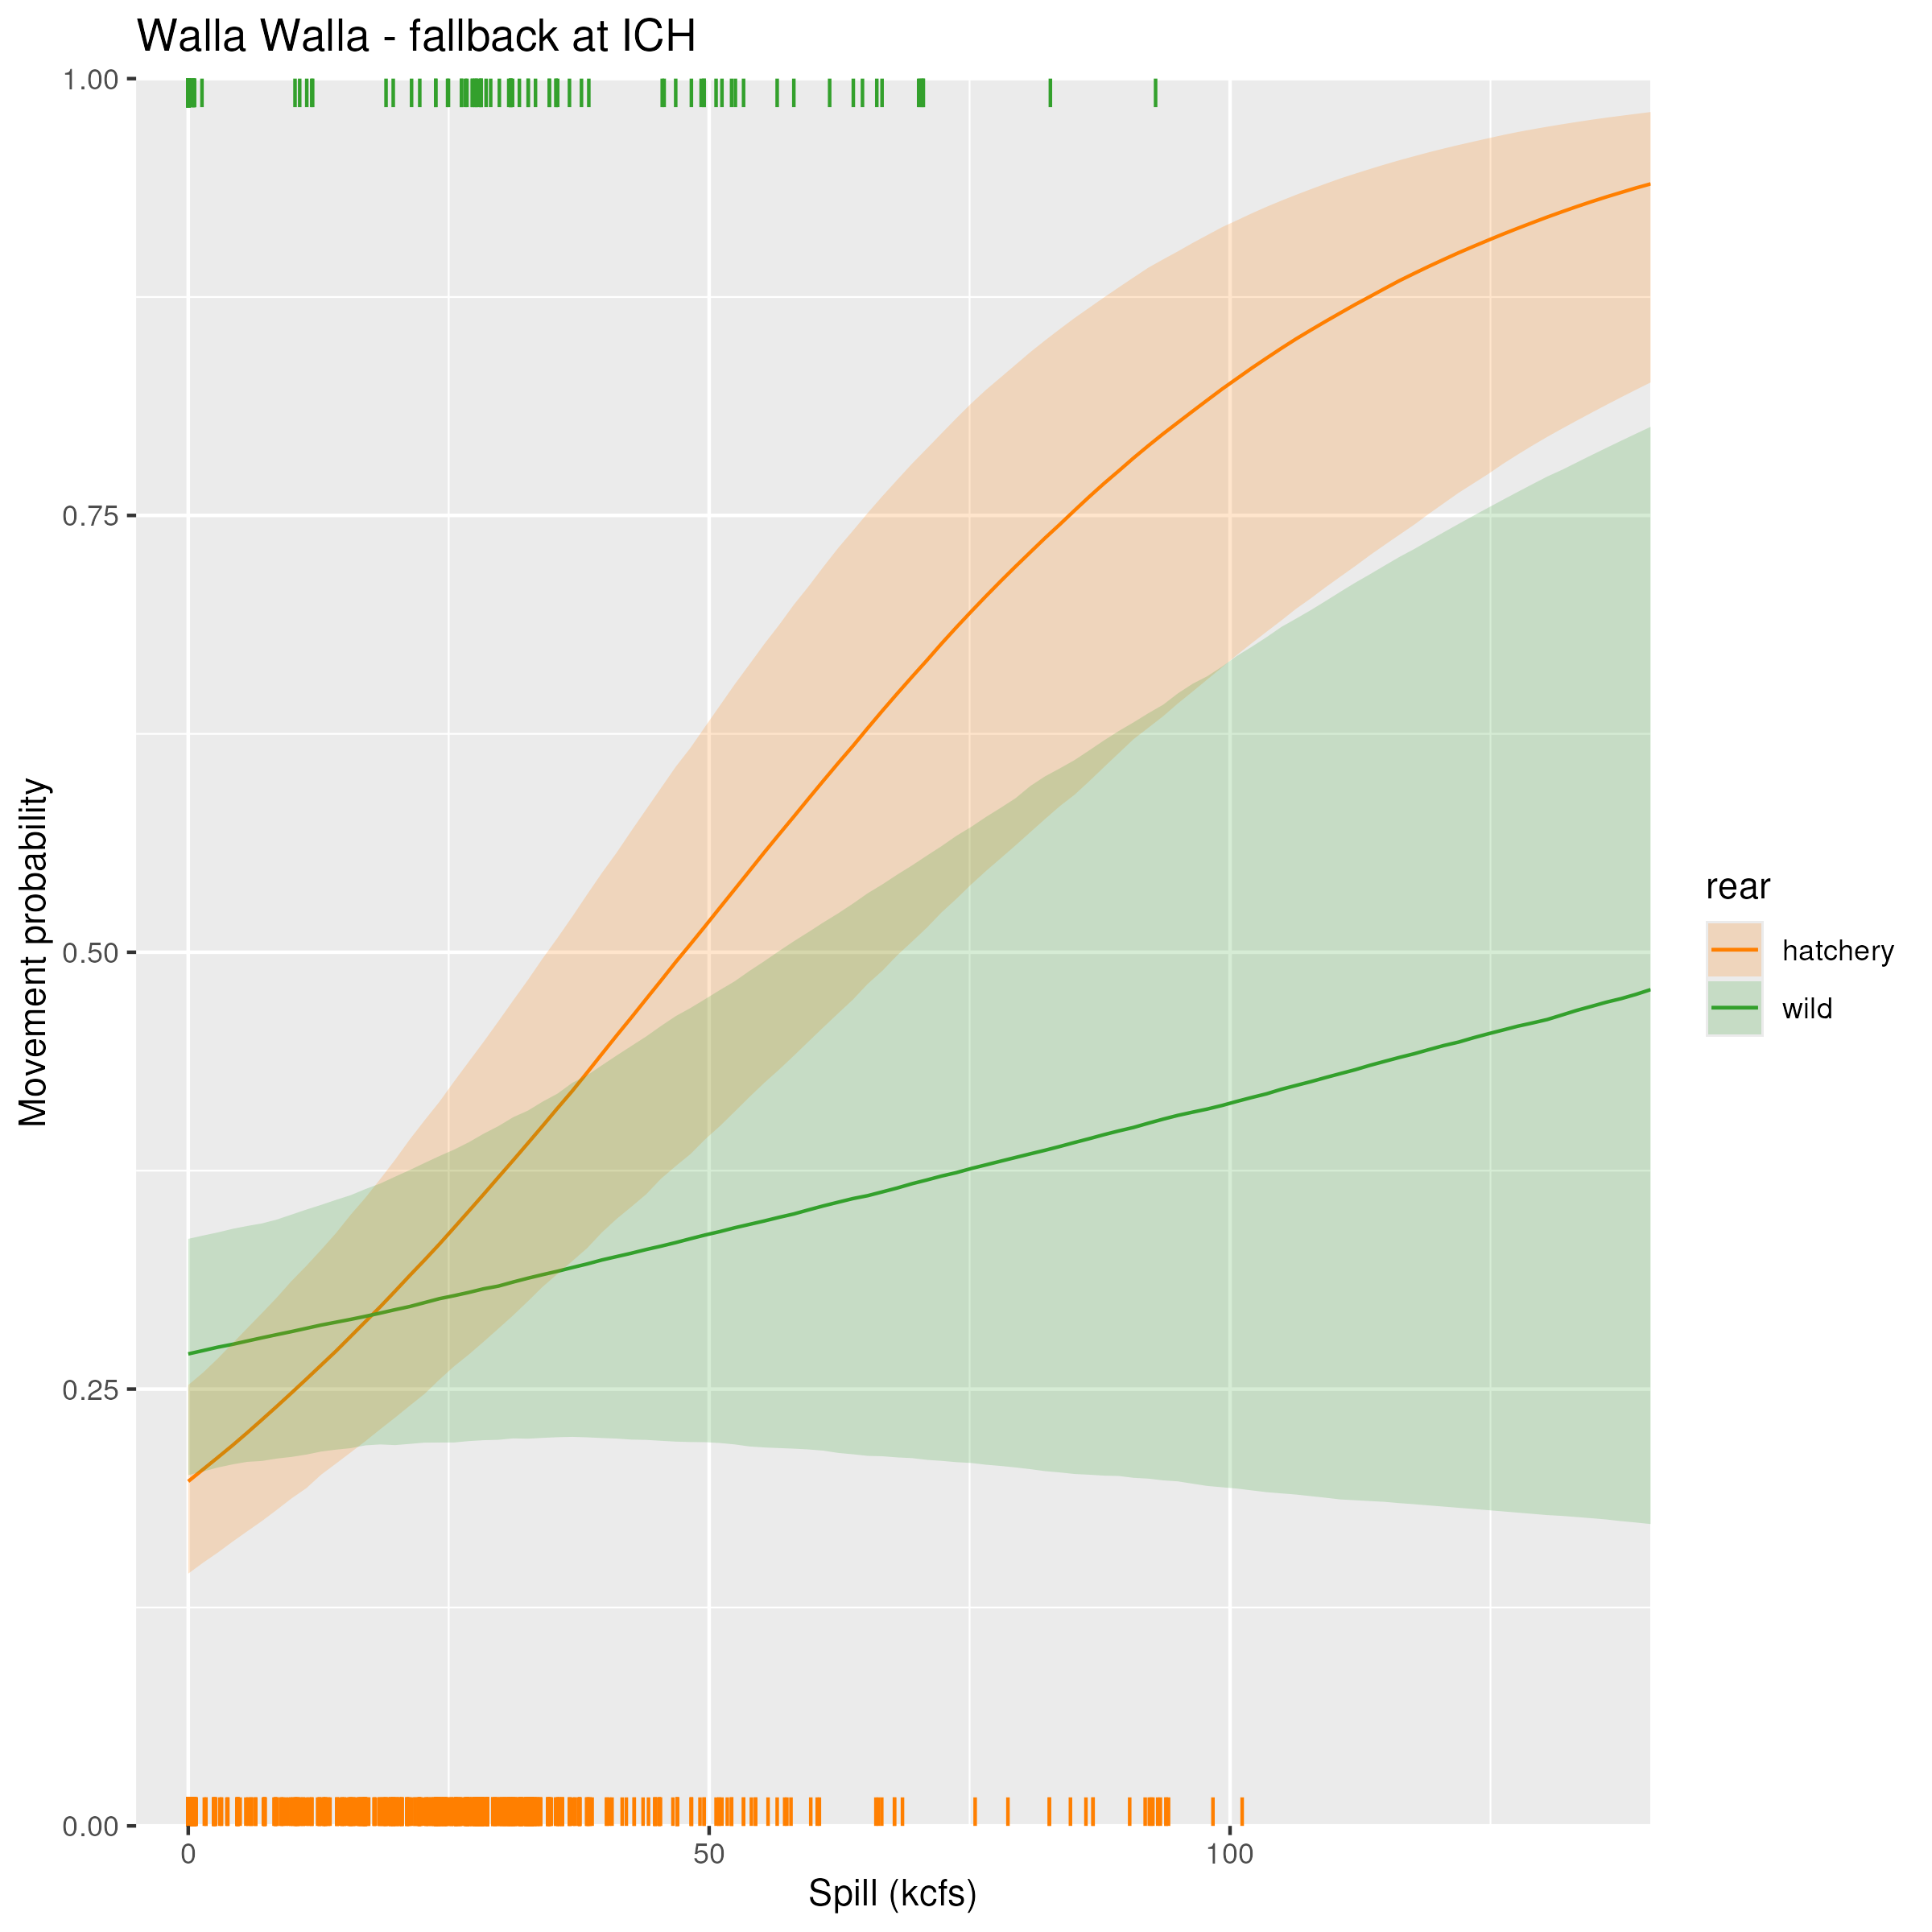 Walla Walla - fallback at ICH
1.00
0.75
0.50
0.25
0.00
Movement probability
0
50
100
Spill (kcfs)
rear
hatchery
wild